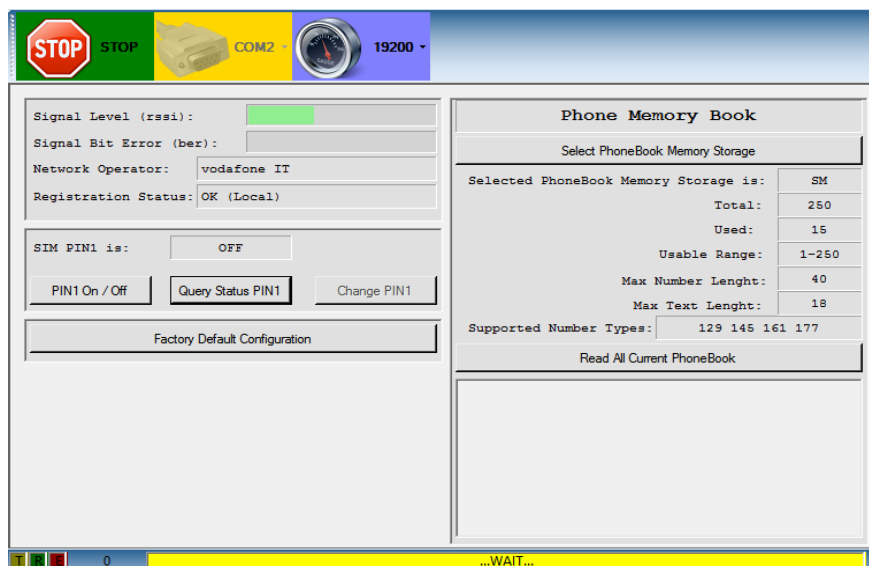 STOP STOP COM2 19200
GAUGE
Signal Level (rssi):
Signal Bit Error (ber):
Network Operator: vodafone IT
Registration Status: OK (Local)
SIM PIN1 is: OFF
PIN1 On / Off Query Status PIN1 Change PIN1
Factory Default Configuration
Phone Memory Book
Select PhoneBook Memory Storage
Selected PhoneBook Memory Storage is: SM
Total: 250
Used: 15
Usable Range: 1-250
Max Number Lenght: 40
Max Text Lenght: 18
Supported Number Types: 129 145 161 177
Read All Current PhoneBook
T R E 0 ...WAIT...